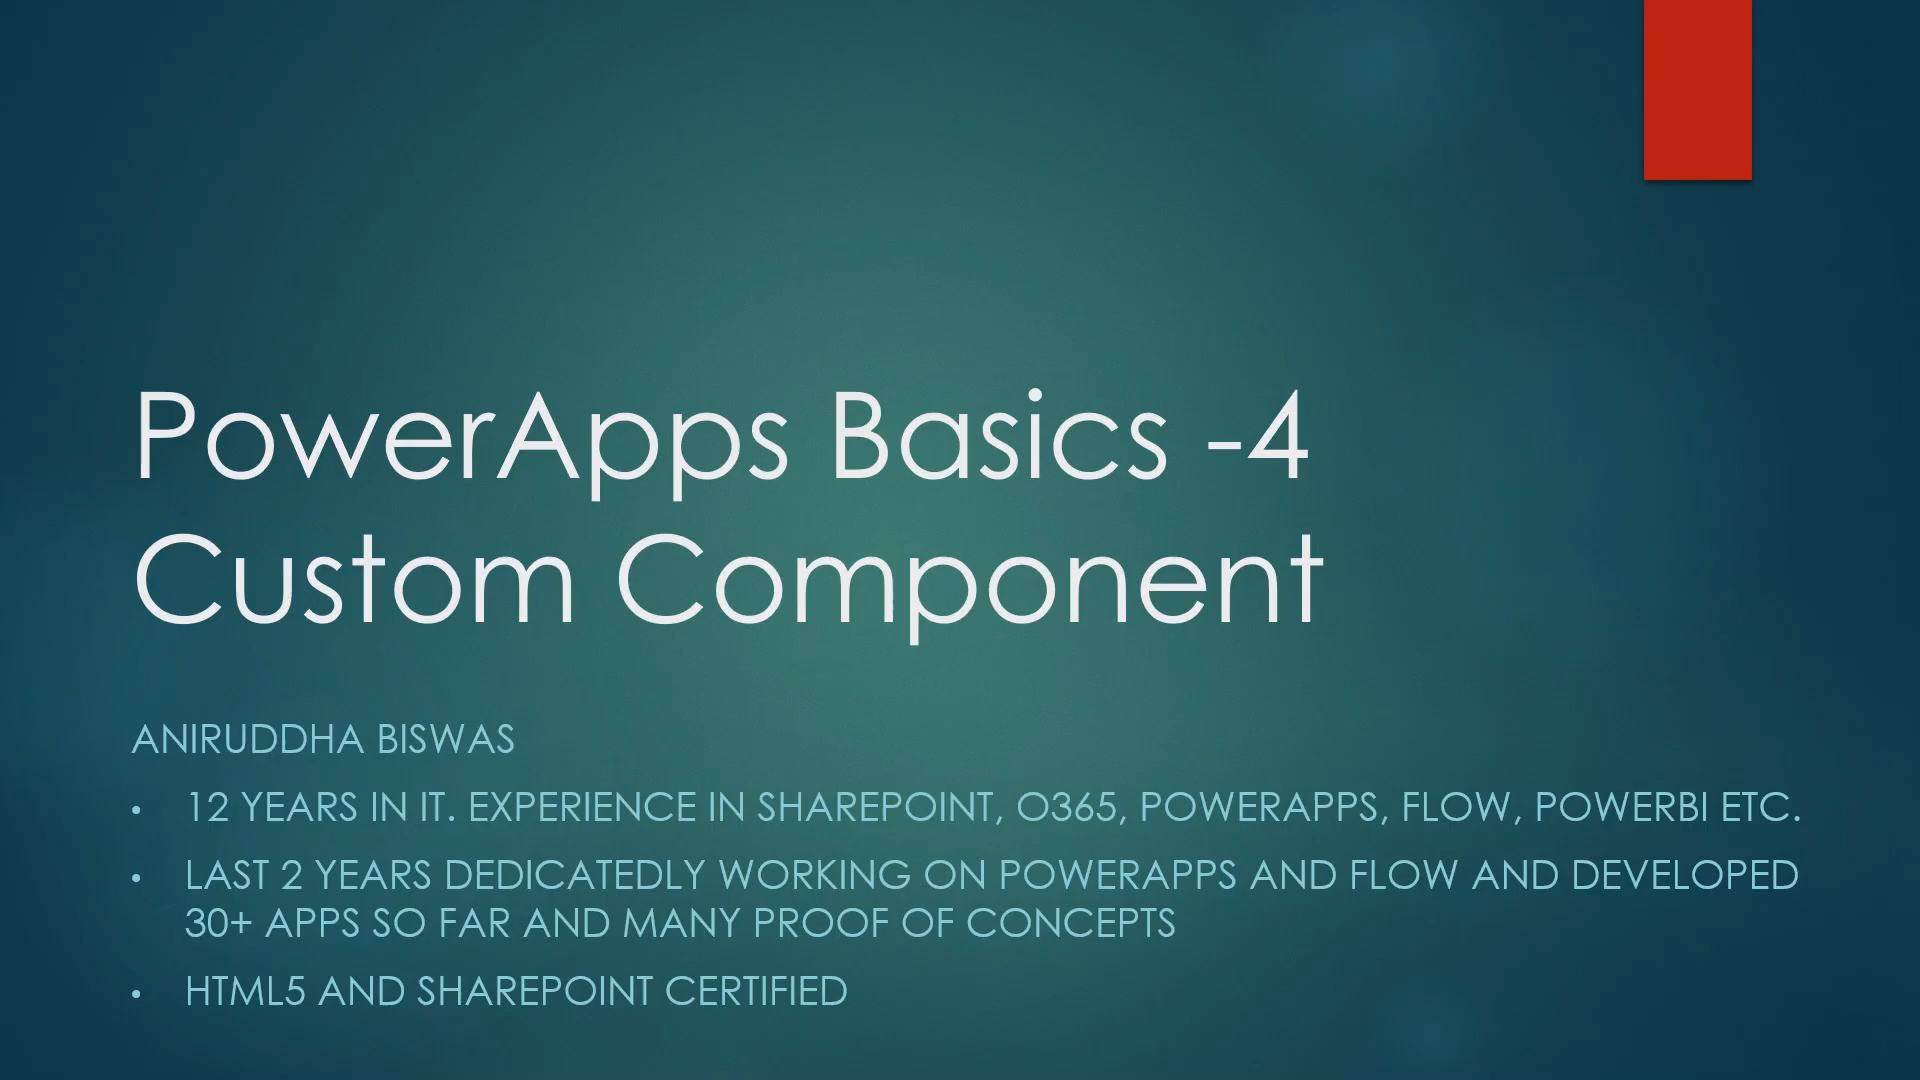 PowerApps Basics -4
Custom Component
ANIRUDDHA BISWAS
• 12 YEARS IN IT. EXPERIENCE IN SHAREPOINT, O365, POWERAPPS, FLOW, POWERBI ETC.
• LAST 2 YEARS DEDICATEDLY WORKING ON POWERAPPS AND FLOW AND DEVELOPED
30+ APPS SO FAR AND MANY PROOF OF CONCEPTS
• HTML5 AND SHAREPOINT CERTIFIED